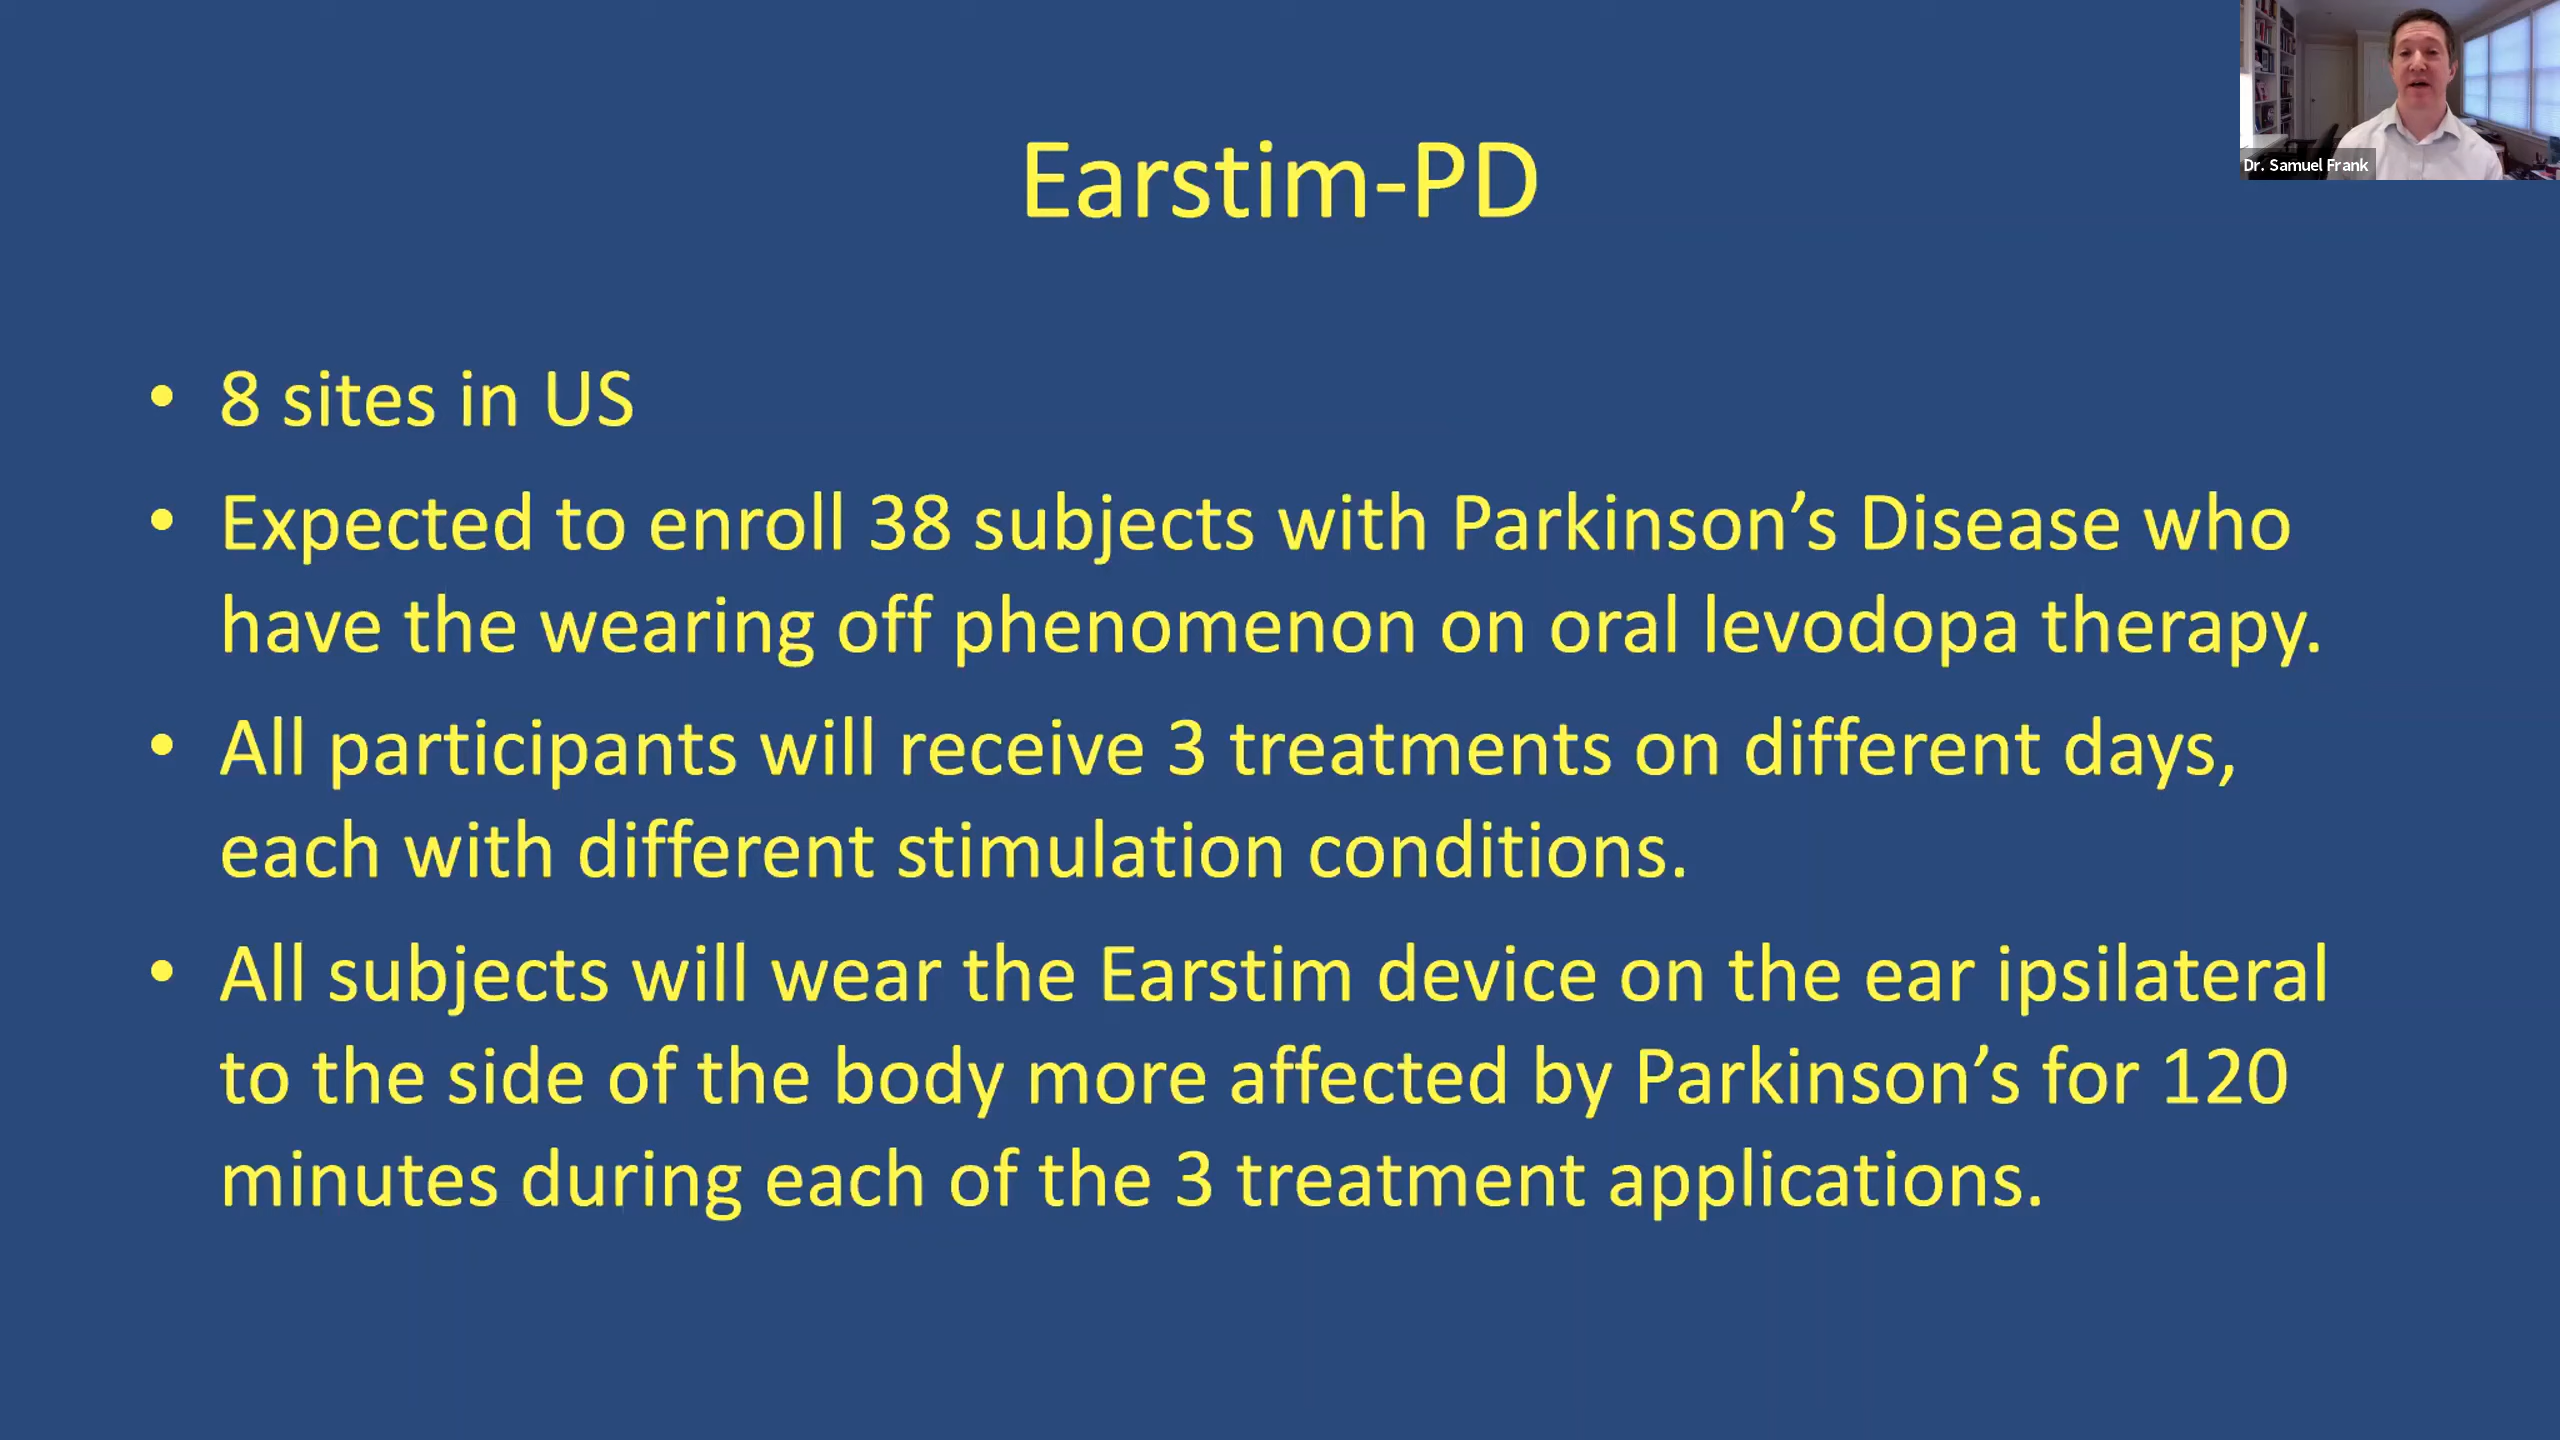 Earstim-PD
Dr. Samuel Frank
• 8 sites in US
• Expected to enroll 38 subjects with Parkinson’s Disease who
have the wearing off phenomenon on oral levodopa therapy.
• All participants will receive 3 treatments on different days,
each with different stimulation conditions.
• All subjects will wear the Earstim device on the ear ipsilateral
to the side of the body more affected by Parkinson’s for 120
minutes during each of the 3 treatment applications.